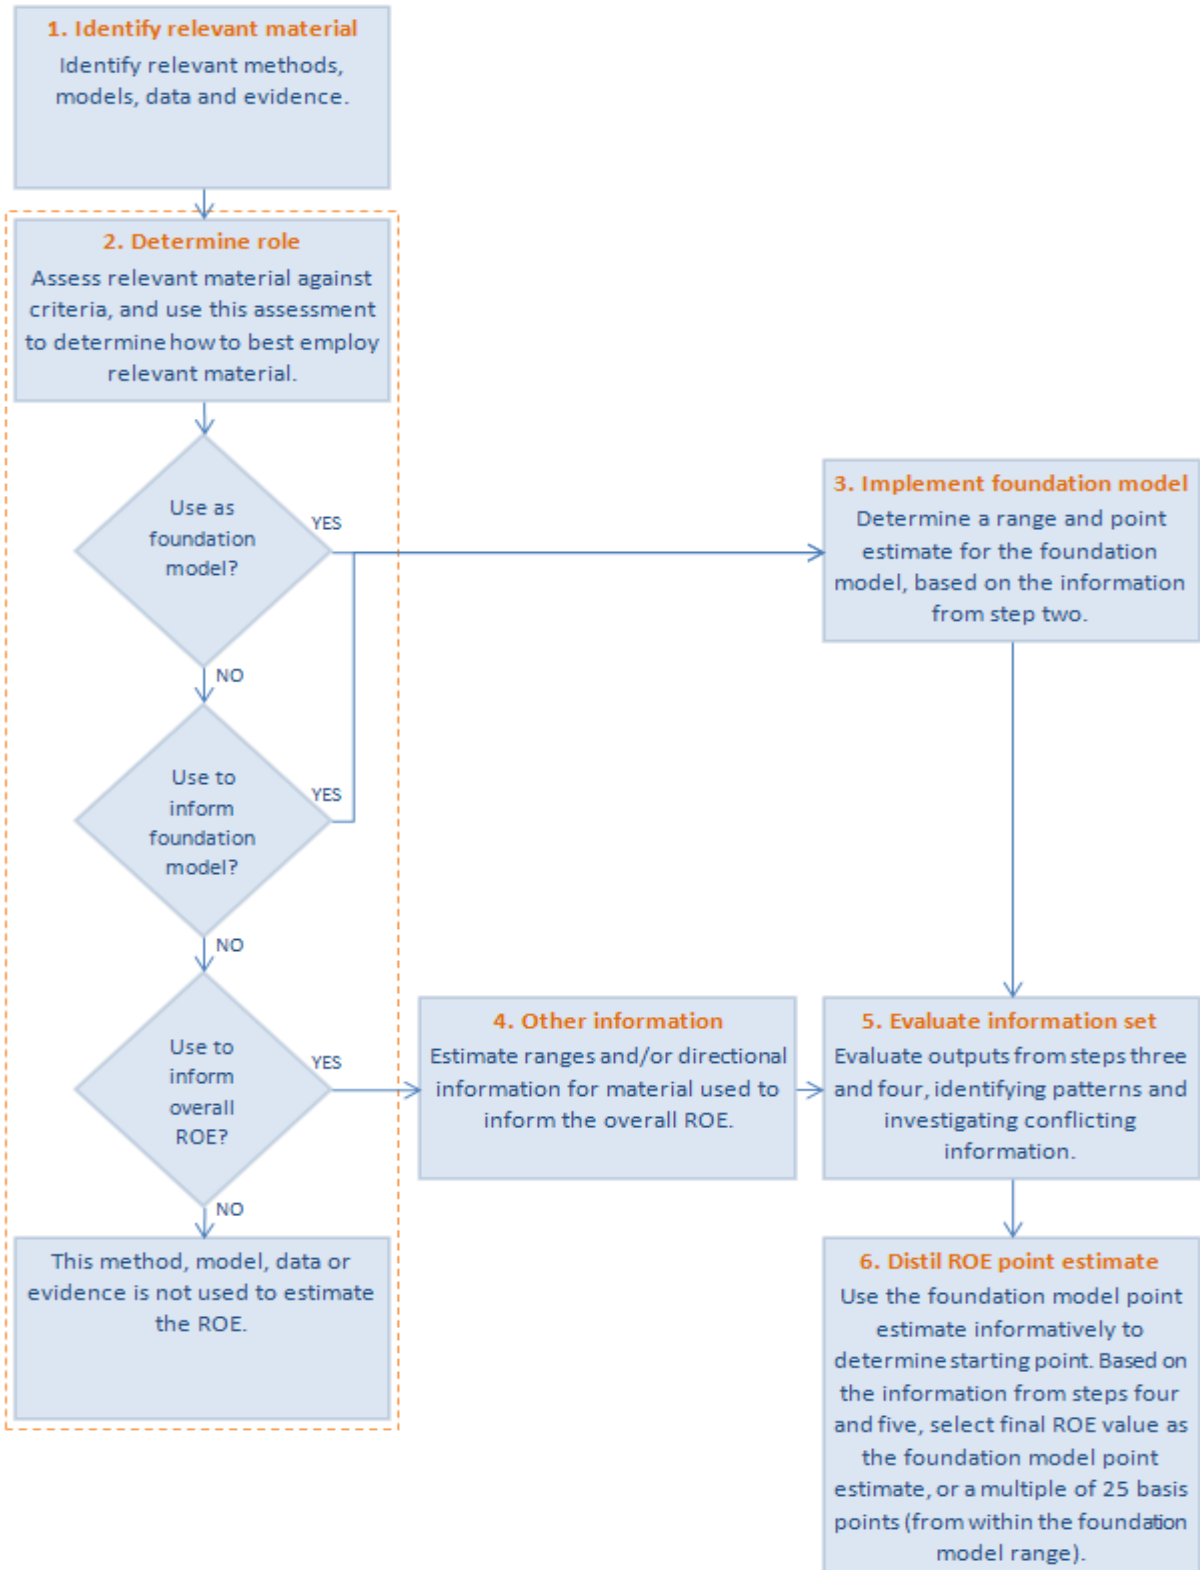 1. Identify relevant material
Identify relevant methods,
models, data and evidence.
2. Determine role
Assess relevant material against
criteria, and use this assessment
to determine how to best employ
relevant material.
Use as
foundation
model?
YES
NO
3. Implement foundation model
Determine a range and point
estimate for the foundation
model, based on the information
from step two.
Use to
inform
foundation
model?
YES
NO
Use to
inform
overall
ROE?
YES
NO
4. Other information
Estimate ranges and/or directional
information for material used to
inform the overall ROE.
5. Evaluate information set
Evaluate outputs from steps three
and four, identifying patterns and
investigating conflicting
information.
This method, model, data or
evidence is not used to estimate
the ROE.
6. Distil ROE point estimate
Use the foundation model point
estimate informatively to
determine starting point. Based on
the information from steps four
and five, select final ROE value as
the foundation model point
estimate, or a multiple of 25 basis
points (from within the foundation
model range).